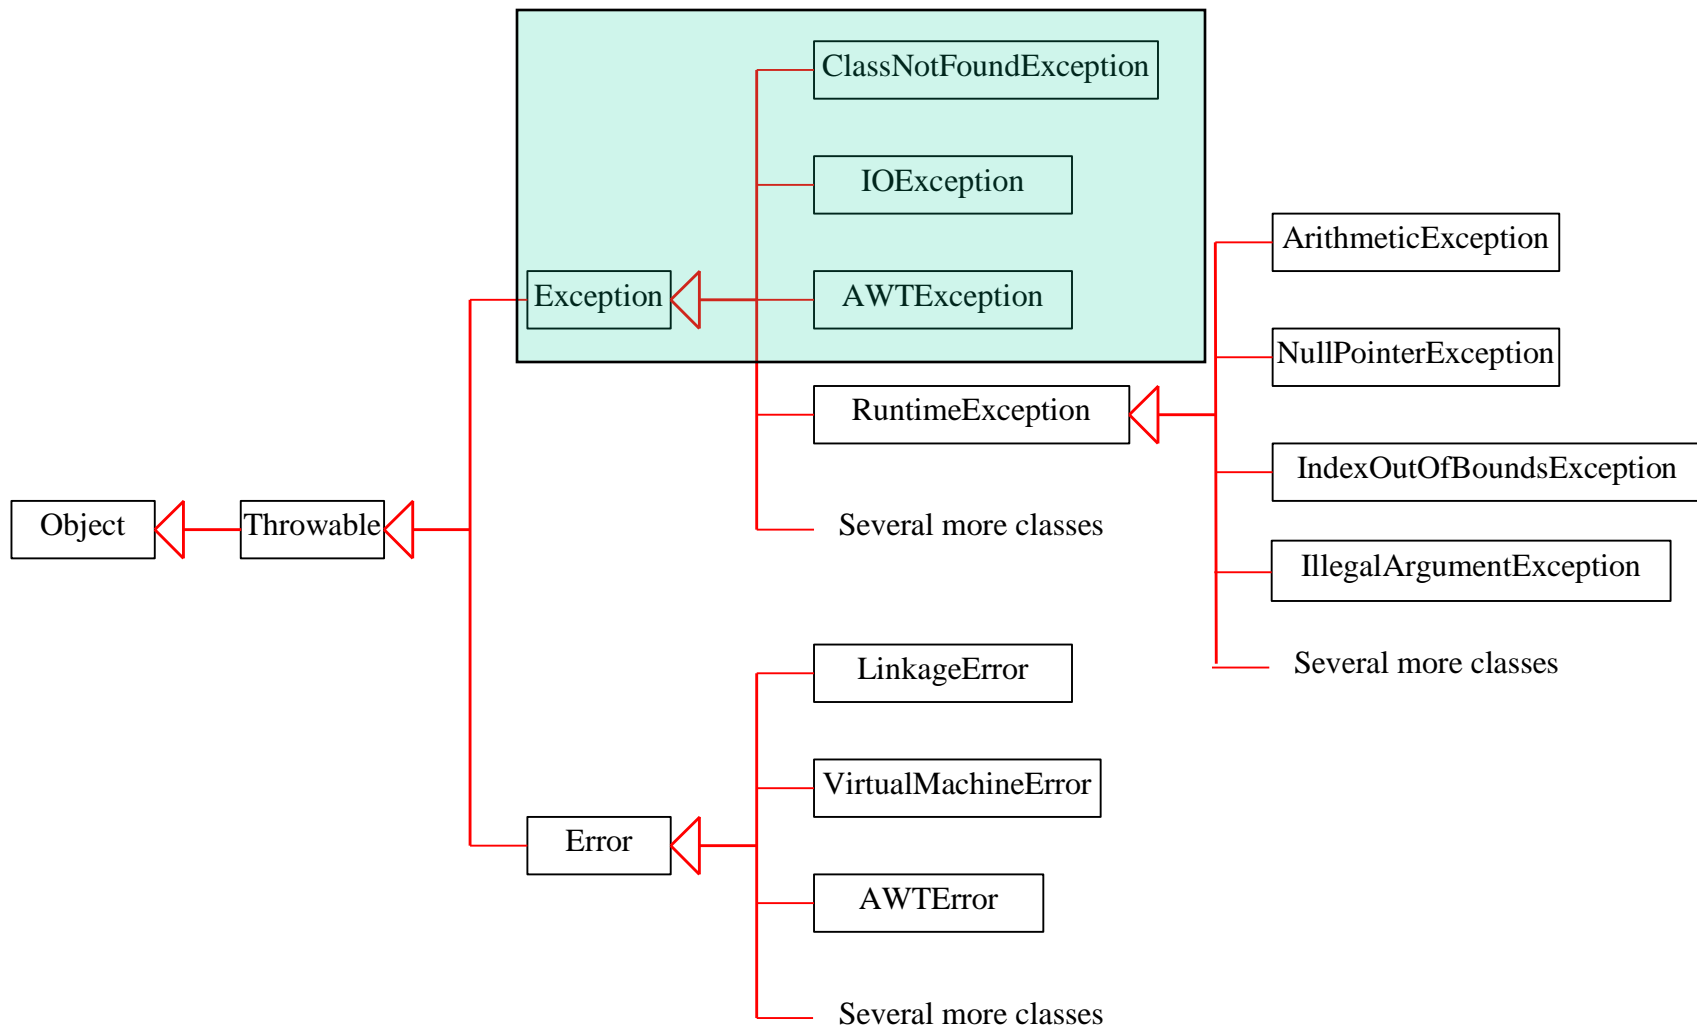 ClassNotFoundException
IOException
ArithmeticException
Exception
AWTException
NullPointerException
RuntimeException
IndexOutOfBoundsException
Object
Throwable
Several more classes
IllegalArgumentException
LinkageError
Several more classes
VirtualMachineError
Error
AWTError
Several more classes